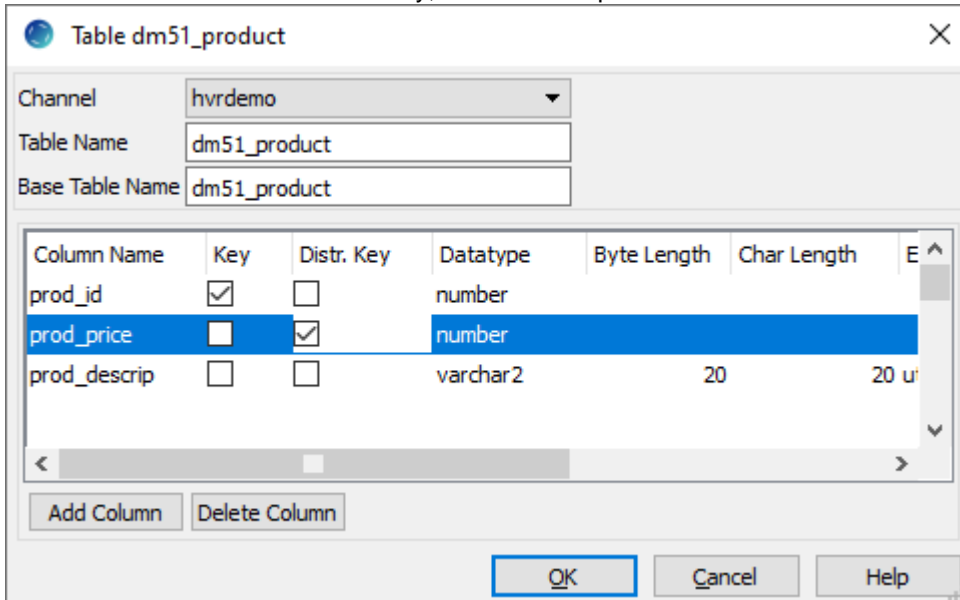 Table dm51_product
Channel hvrdemo
Table Name dm51_product
Base Table Name dm51_product
Column Name Key Distr. Key Datatype Byte Length Char Length E
prod_id number
prod_price number
prod_descrip varchar2 20 20 ut
Add Column Delete Column
OK Cancel Help